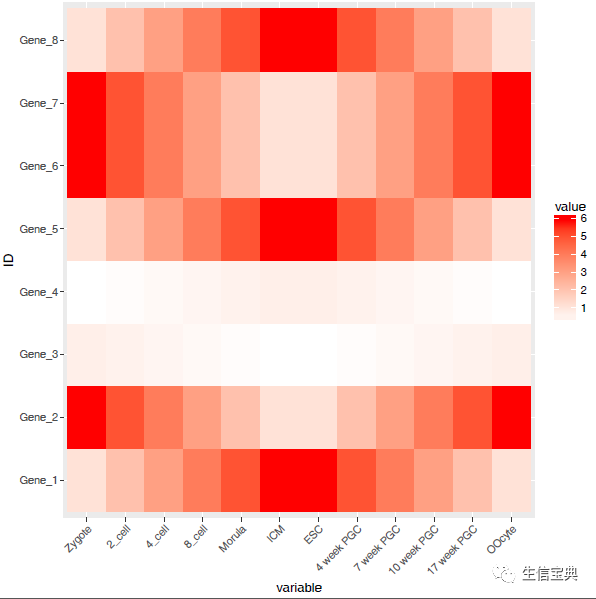 Gene_8
Gene_7
Gene_6
Gene_5
Gene_4
Gene_3
Gene_2
Gene_1
ID
Zygote
2_cell
4_cell
8_cell
Morula
ICM
ESC
4 week PGC
7 week PGC
10 week PGC
17 week PGC
OOcyte
variable
value
6
5
4
3
2
1
生信宝典